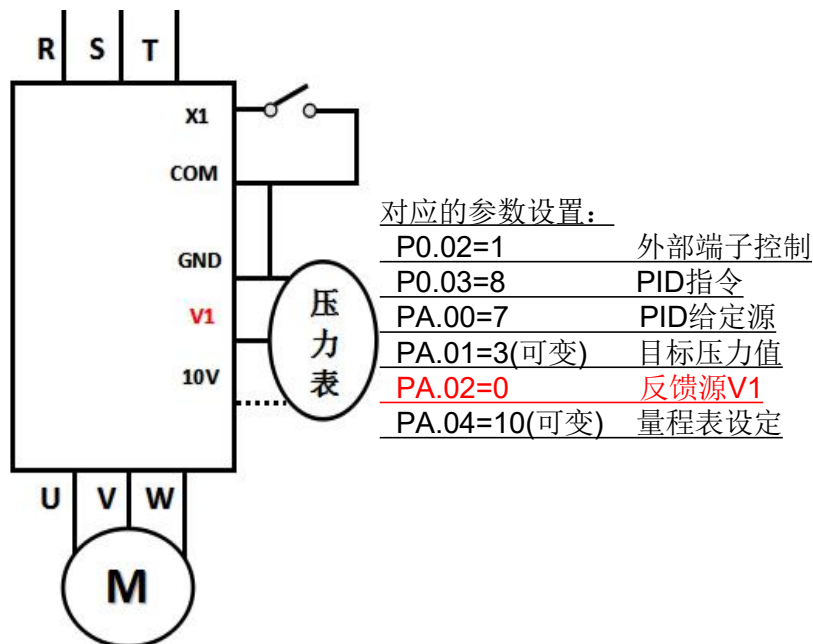 R S T
X1
COM
GND
V1
10V
压
力
表
U V W
M
对应的参数设置：
P0.02=1 外部端子控制
P0.03=8 PID指令
PA.00=7 PID给定源
PA.01=3(可变) 目标压力值
PA.02=0 反馈源V1
PA.04=10(可变) 量程表设定